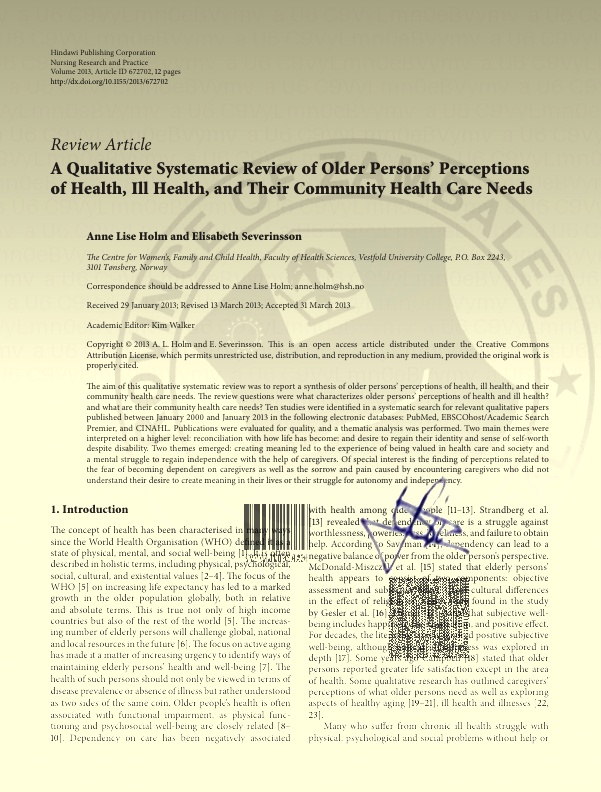 Hindawi Publishing Corporation
Nursing Research and Practice
Volume 2013, Article ID 672702, 12 pages
http://dx.doi.org/10.1155/2013/672702
Review Article
A Qualitative Systematic Review of Older Persons' Perceptions
of Health, Ill Health, and Their Community Health Care Needs
Anne Lise Holm and Elisabeth Severinsson
The Centre for Women's, Family and Child Health, Faculty of Health Sciences, Vestfold University College, P.O. Box 2243,
3101 Tønsberg, Norway
Correspondence should be addressed to Anne Lise Holm; anne.holm@hsh.no
Received 29 January 2013; Revised 13 March 2013; Accepted 31 March 2013
Academic Editor: Kim Walker
Copyright © 2013 A. L. Holm and E. Severinsson. This is an open access article distributed under the Creative Commons
Attribution License, which permits unrestricted use, distribution, and reproduction in any medium, provided the original work is
properly cited.
The aim of this qualitative systematic review was to report a synthesis of older persons' perceptions of health, ill health, and their
community health care needs. The review questions were what characterizes older persons' perceptions of health and ill health?
and what are their community health care needs? Ten studies were identified in a systematic search for relevant qualitative papers
published between January 2000 and January 2013 in the following electronic databases: PubMed, EBSCOhost/Academic Search
Premier, and CINAHL. Publications were evaluated for quality, and a thematic analysis was performed. Two main themes were
interpreted on a higher level: reconciliation with how life has become: and desire to regain their identity and sense of self-worth
despite disability. Two themes emerged: creating meaning led to the experience of being valued in health care and society and
a mental struggle to regain independence with the help of caregivers. Of special interest is the finding of perceptions related to
the fear of becoming dependent on caregivers as well as the sorrow and pain caused by encountering caregivers who did not
understand their desire to create meaning in their lives or their struggle for autonomy and independency.
1. Introduction
The concept of health has been characterised in many ways
since the World Health Organisation (WHO) defined it as a
state of physical, mental, and social well-being [1]. It is often
described in holistic terms, including physical, psychological,
social, cultural, and existential values [2–4]. The focus of the
WHO [5] on increasing life expectancy has led to a marked
growth in the older population globally, both in relative
and absolute terms. This is true not only of high income
countries but also of the rest of the world [5]. The increas-
ing number of elderly persons will challenge global, national
and local resources in the future [6]. The focus on active aging
has made it a matter of increasing urgency to identify ways of
maintaining elderly persons' health and well-being [7]. The
health of such persons should not only be viewed in terms of
disease prevalence or absence of illness but rather understood
as two sides of the same coin. Older people's health is often
associated with functional impairment, as physical func-
tioning and psychosocial well-being are closely related [8–
10]. Dependency on care has been negatively associated
with health among older people [11–13]. Strandberg et al.
[13] revealed that dependency on care is a struggle against
worthlessness, and failure to obtain
help. According to dependency can lead to a
negative balance of power from the older person's perspective.
McDonald-Miszczak et al. [15] stated that elderly persons'
health appears to components: objective
assessment and cultural differences
in the effect of found in the study
by Gesler et al. [16] that subjective well-
being includes and positive effect.
For decades, the positive subjective
well-being, although was explored in
depth [17]. Some years ago Campbell [18] stated that older
persons reported greater life satisfaction except in the area
of health. Some qualitative research has outlined caregivers'
perceptions of what older persons need as well as exploring
aspects of healthy aging [19–21], ill health and illnesses [22,
23].
Many who suffer from chronic ill health struggle with
physical, psychological and social problems without help or